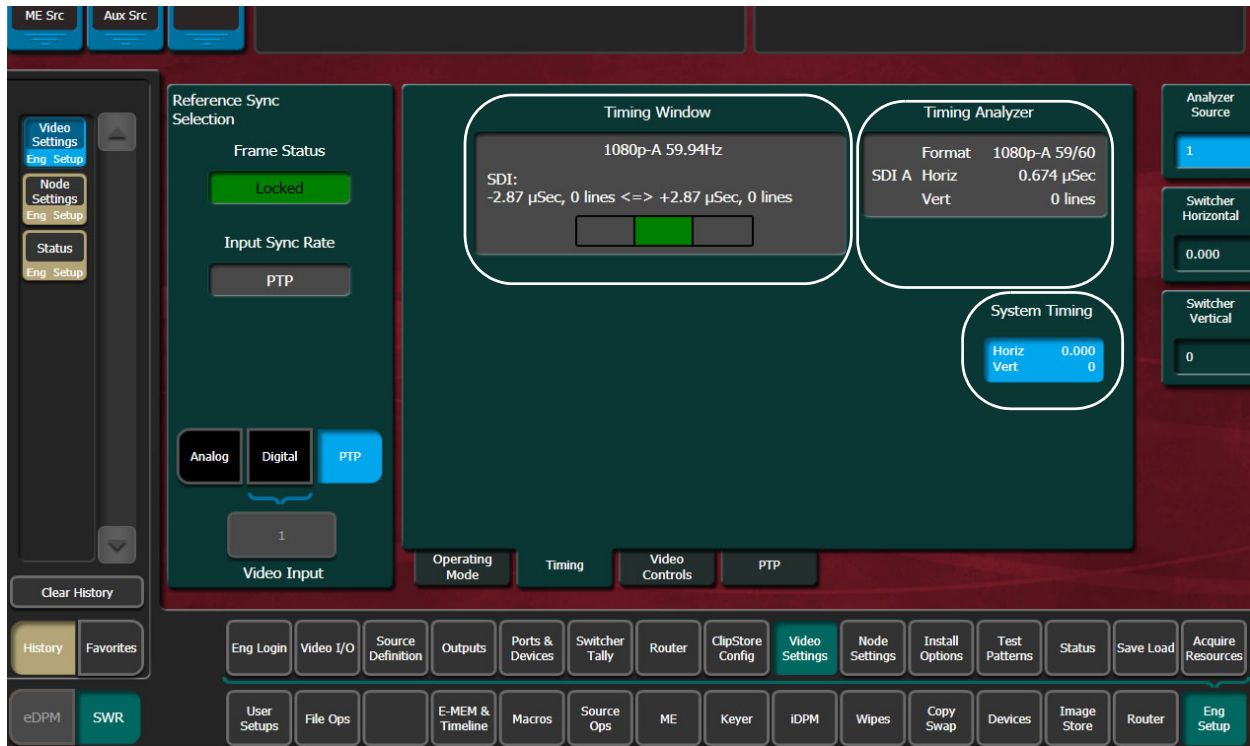 ME Src
Aux Src
Video
Settings
Eng Setup
Node
Settings
Eng Setup
Status
Eng Setup
Clear History
History
Favorites
eDPM
SWR
Reference Sync
Selection
Frame Status
Locked
Input Sync Rate
PTP
Analog
Digital
PTP
1
Video Input
Timing Window
1080p-A 59.94Hz
SDI:
-2.87 µSec, 0 lines <=> +2.87 µSec, 0 lines
Timing Analyzer
Format 1080p-A 59/60
SDI A Horiz 0.674 µSec
Vert 0 lines
System Timing
Horiz 0.000
Vert 0
Operating
Mode
Timing
Video
Controls
PTP
Analyzer
Source
1
Switcher
Horizontal
0.000
Switcher
Vertical
0
Eng Login
Video I/O
Source
Definition
Outputs
Ports &
Devices
Switcher
Tally
Router
ClipStore
Config
Video
Settings
Node
Settings
Install
Options
Test
Patterns
Status
Save Load
Acquire
Resources
User
Setups
File Ops
E-MEM &
Timeline
Macros
Source
Ops
ME
Keyer
iDPM
Wipes
Copy
Swap
Devices
Image
Store
Router
Eng
Setup